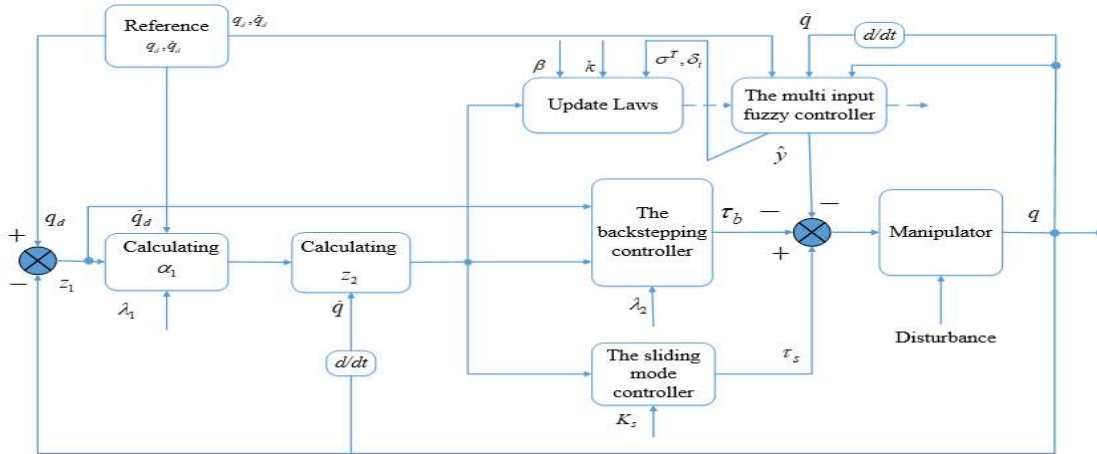 Reference
q_d, q̇_d
q_d, q̇_d
q̇
d/dt
β
κ̇
σ^T, δ_i
Update Laws
The multi input
fuzzy controller
ŷ
q_d
q̇_d
+
−
z_1
Calculating
α_1
λ_1
Calculating
z_2
q̇
d/dt
The
backstepping
controller
λ_2
τ_b
−
−
+
Manipulator
q
Disturbance
The sliding
mode
controller
τ_s
K_s